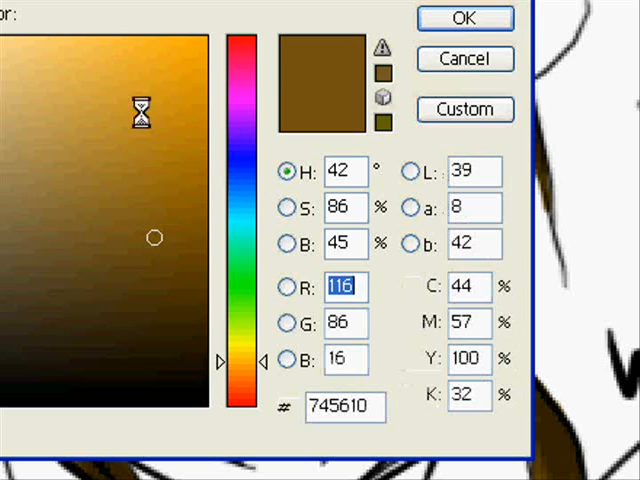 or:
OK
Cancel
Custom
H: 42 °
S: 86 %
B: 45 %
R: 116
G: 86
B: 16
# 745610
L: 39
a: 8
b: 42
C: 44 %
M: 57 %
Y: 100 %
K: 32 %